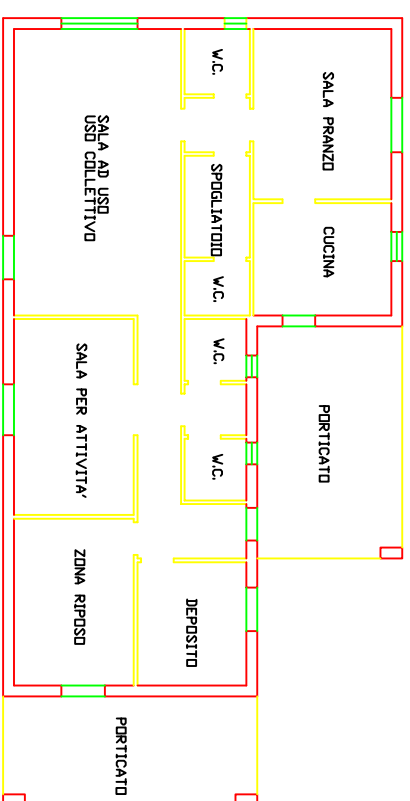 W.C.
SALA PRANZO
SALA AD USO
USO COLLETTIVO
SPOGLIATOIO
CUCINA
W.C.
W.C.
SALA PER ATTIVITA'
PORTICATO
W.C.
ZONA RIPOSO
DEPOSITO
PORTICATO